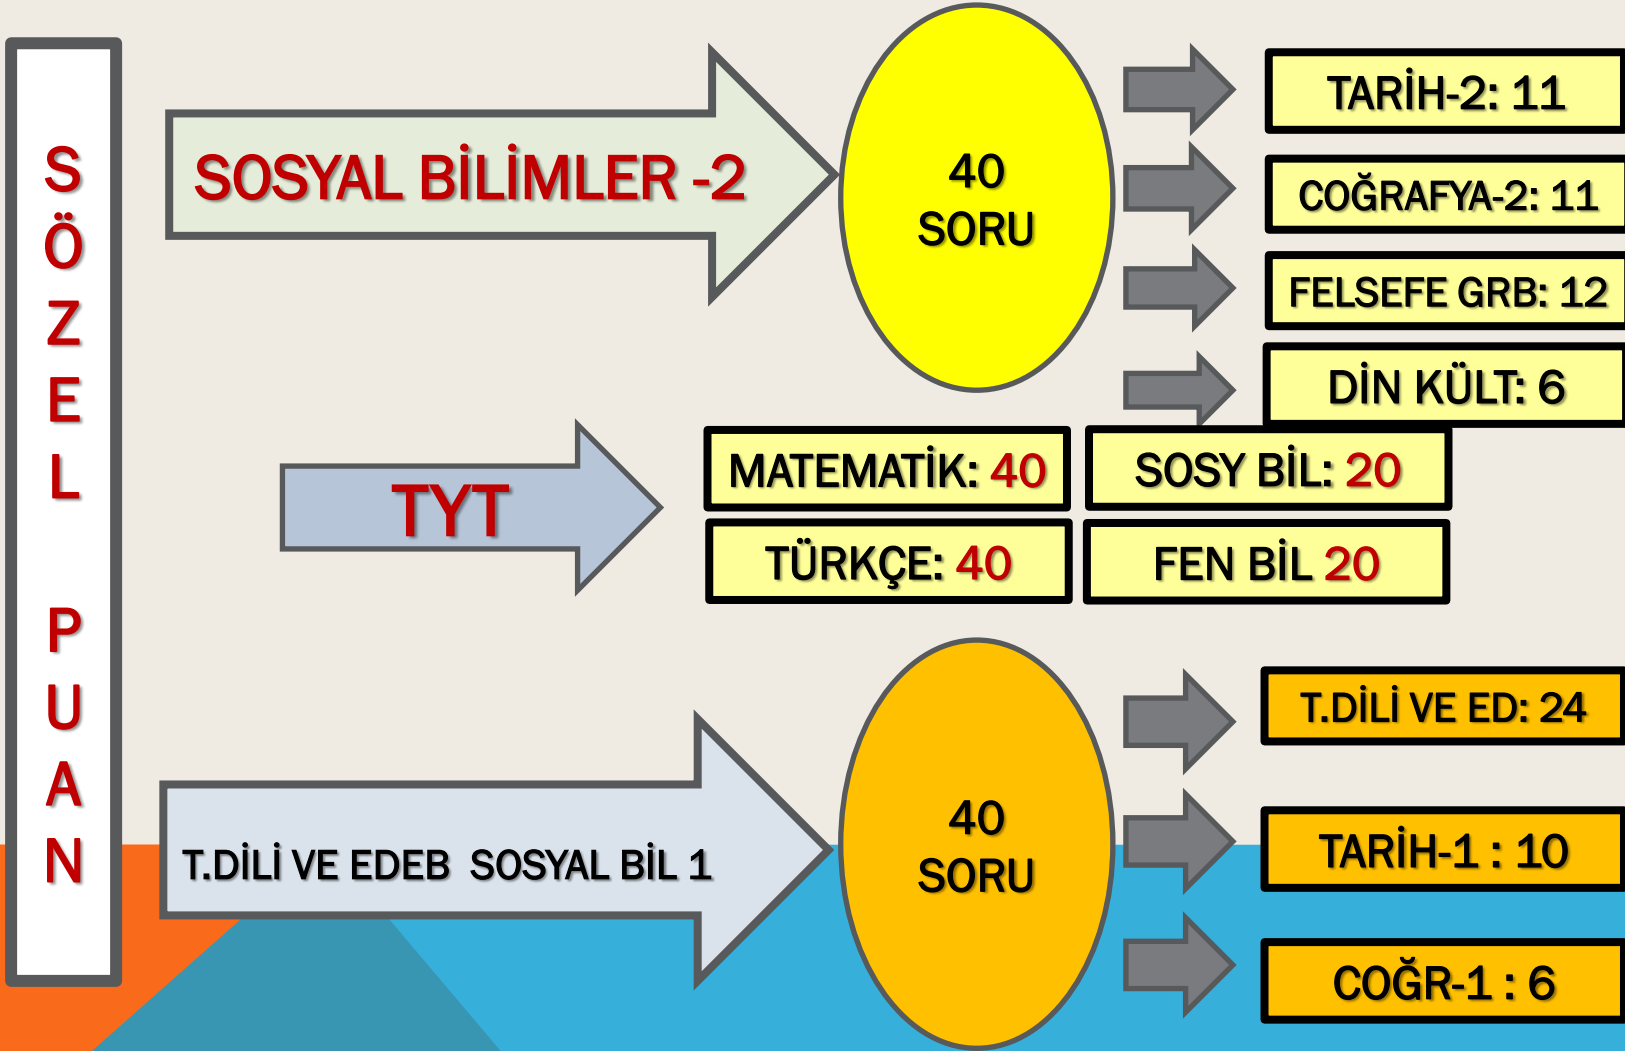 SÖZEL PUAN
SOSYAL BİLİMLER -2
40
SORU
TARİH-2: 11
COĞRAFYA-2: 11
FELSEFE GRB: 12
DİN KÜLT: 6
TYT
MATEMATİK: 40
SOSY BİL: 20
TÜRKÇE: 40
FEN BİL 20
T.DİLİ VE EDEB SOSYAL BİL 1
40
SORU
T.DİLİ VE ED: 24
TARİH-1 : 10
COĞR-1 : 6